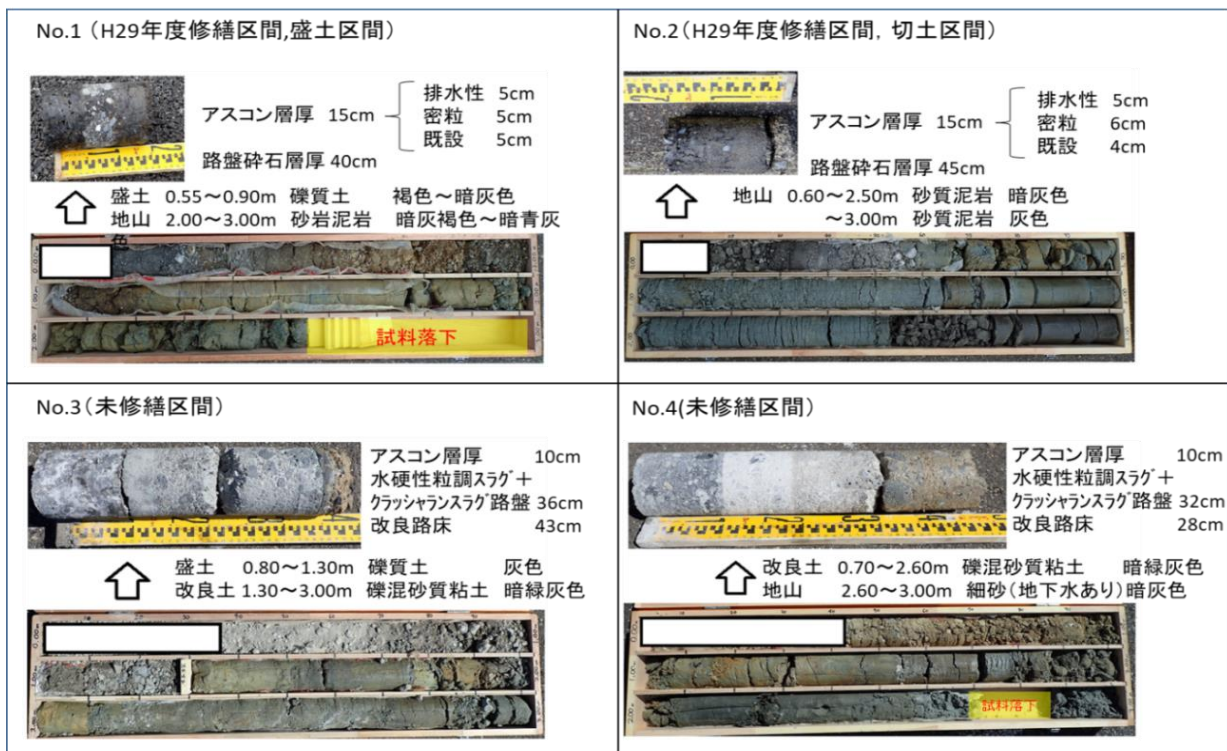 No.1（H29年度修繕区間,盛土区間）
アスコン層厚 15cm
排水性 5cm
密粒 5cm
既設 5cm
路盤砕石層厚 40cm
盛土 0.55～0.90m 礫質土 褐色～暗灰色
地山 2.00～3.00m 砂岩泥岩 暗灰褐色～暗青灰
色
試料落下
No.2（H29年度修繕区間, 切土区間）
アスコン層厚 15cm
排水性 5cm
密粒 6cm
既設 4cm
路盤砕石層厚 45cm
地山 0.60～2.50m 砂質泥岩 暗灰色
～3.00m 砂質泥岩 灰色
No.3（未修繕区間）
アスコン層厚 10cm
水硬性粒調スラグ＋
クラッシャランスラグ路盤 36cm
改良路床 43cm
盛土 0.80～1.30m 礫質土 灰色
改良土 1.30～3.00m 礫混砂質粘土 暗緑灰色
No.4(未修繕区間）
アスコン層厚 10cm
水硬性粒調スラグ＋
クラッシャランスラグ路盤 32cm
改良路床 28cm
改良土 0.70～2.60m 礫混砂質粘土 暗緑灰色
地山 2.60～3.00m 細砂（地下水あり）暗灰色
試料落下